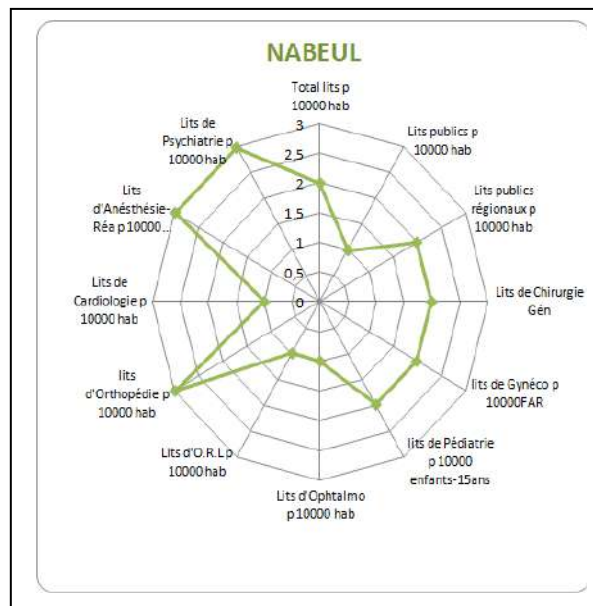 NABEUL
Total lits p
10000 hab
Lits publics p
10000 hab
Lits publics
régionaux p
10000 hab
Lits de Chirurgie
Gén
lits de Gynéco p
10000FAR
lits de Pédiatrie
p 10000
enfants-15ans
Lits d'Ophtalmo
p10000 hab
Lits d'O.R.L p
10000 hab
lits
d'Orthopédie p
10000 hab
Lits de
Cardiologie p
10000 hab
Lits
d'Anésthésie-
Réa p 10000...
Lits de
Psychiatrie p
10000 hab
3
2.5
2
1.5
1
0.5
0